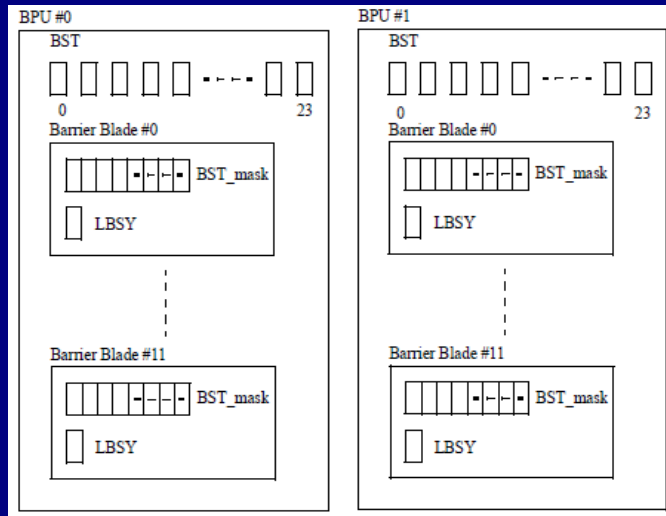 BPU #0
BST
0 23
Barrier Blade #0
BST_mask
LBSY
Barrier Blade #11
BST_mask
LBSY
BPU #1
BST
0 23
Barrier Blade #0
BST_mask
LBSY
Barrier Blade #11
BST_mask
LBSY